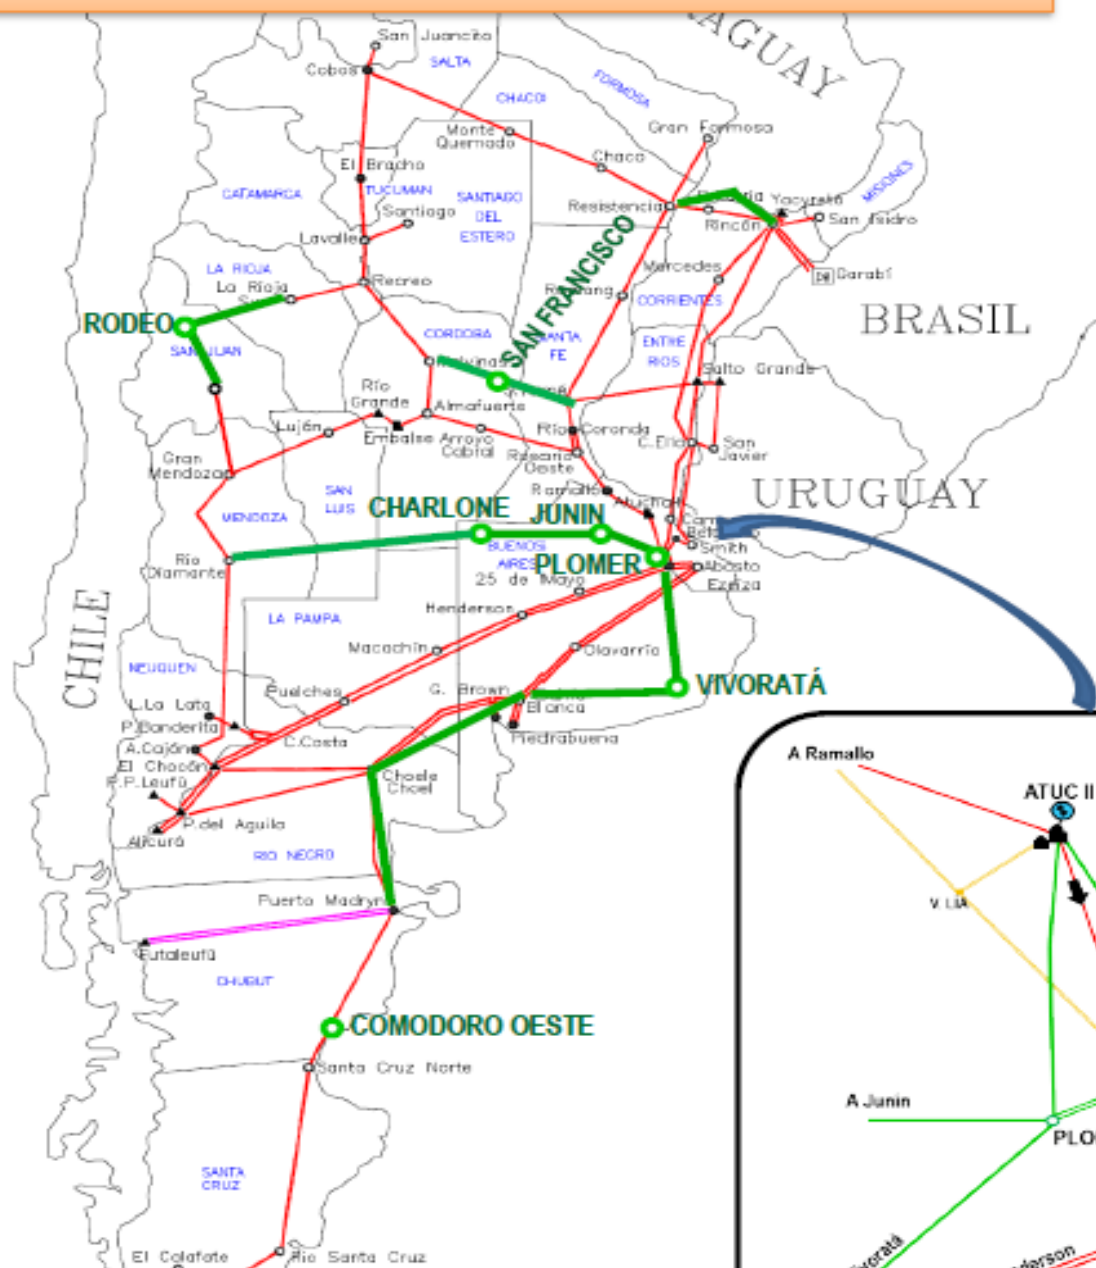 San Juancito
SALTA
Cobos
CHACO
FORMOSA
Monte
Quemado
Gran Formosa
Chaco
El Bracho
CATAMARCA
TUCUMAN
SANTIAGO
DEL
ESTERO
Santiago
Lavalle
Resistencia
Yacyretá
San Isidro
Rincón
MISIONES
LA RIOJA
La Rioja
Recreo
Mercedes
Garabí
CORRIENTES
BRASIL
RODEO
SAN JUAN
CORDOBA
SAN FRANCISCO
SANTA
FE
ENTRE
RIOS
Salto Grande
Río
Grande
Almafuerte
Luján
Embalse
Arroyo
Cabral
Río Coronda
Rosario
Oeste
C.Elia
San
Javier
Gran
Mendoza
SAN
LUIS
MENDOZA
Ramallo
Atucha
URUGUAY
CHARLONE
JUNIN
BUENOS
AIRES
PLOMER
Smith
Abasto
Ezeiza
Río
Diamante
25 de Mayo
Henderson
LA PAMPA
CHILE
Macachín
Olavarría
NEUQUEN
Puelches
G. Brown
Blanca
VIVORATÁ
L.La Lata
P.Banderita
C.Costa
Piedrabuena
A.Cajón
El Chocón
P.P.Leufú
Choele
Choel
P.del Aguila
Alicurá
RIO NEGRO
Puerto Madryn
Futaleufú
CHUBUT
COMODORO OESTE
Santa Cruz Norte
SANTA
CRUZ
El Calafate
Río Santa Cruz
A Ramallo
ATUC II
V. LIA
A Junin